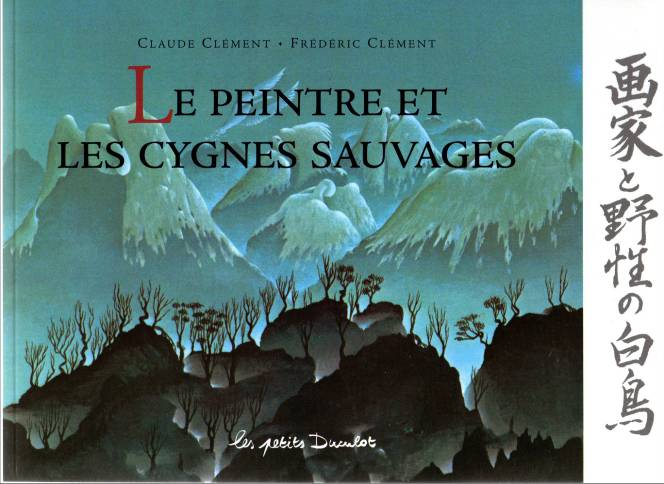 CLAUDE CLÉMENT • FRÉDÉRIC CLÉMENT
LE PEINTRE ET
LES CYGNES SAUVAGES
les petits Duculot
画家と野性の白鳥